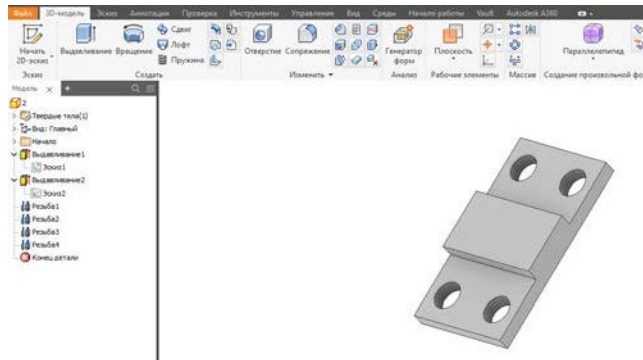 Файл 3D-модель Эскиз Аннотации Проверка Инструменты Управление Вид Среды Начало работы Vault Autodesk A360
Начать 2D-эскиз
Выдавливание
Вращение
Сдвиг
Лофт
Пружина
Отверстие
Сопряжение
Генератор форм
Плоскость
Параллелепипед
Эскиз
Создать
Изменить
Анализ
Рабочие элементы
Массив
Создание произвольной фо
Модель
2
Твердые тела(1)
Вид: Главный
Начало
Выдавливание1
Эскиз1
Выдавливание2
Эскиз2
Резьба1
Резьба2
Резьба3
Резьба4
Конец детали